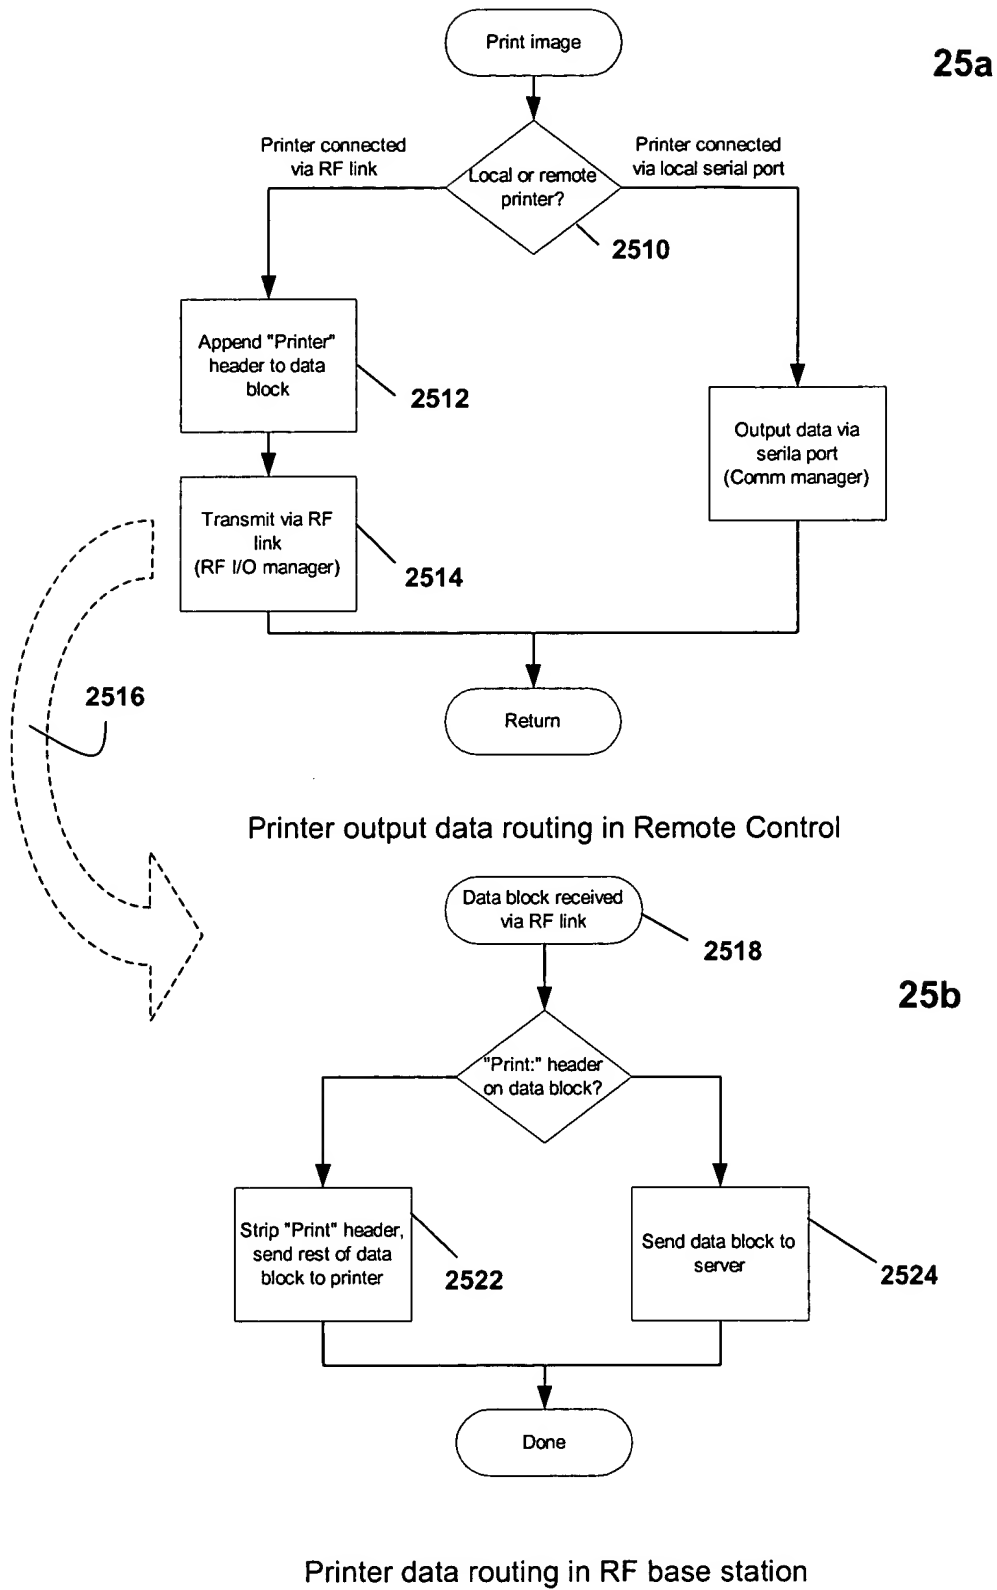 Print image
25a
Printer connected
via RF link
Printer connected
via local serial port
Local or remote
printer?
2510
Append "Printer"
header to data
block
2512
Output data via
serila port
(Comm manager)
Transmit via RF
link
(RF I/O manager)
2514
2516
Return
Printer output data routing in Remote Control
Data block received
via RF link
2518
25b
"Print:" header
on data block?
Strip "Print" header,
send rest of data
block to printer
2522
Send data block to
server
2524
Done
Printer data routing in RF base station